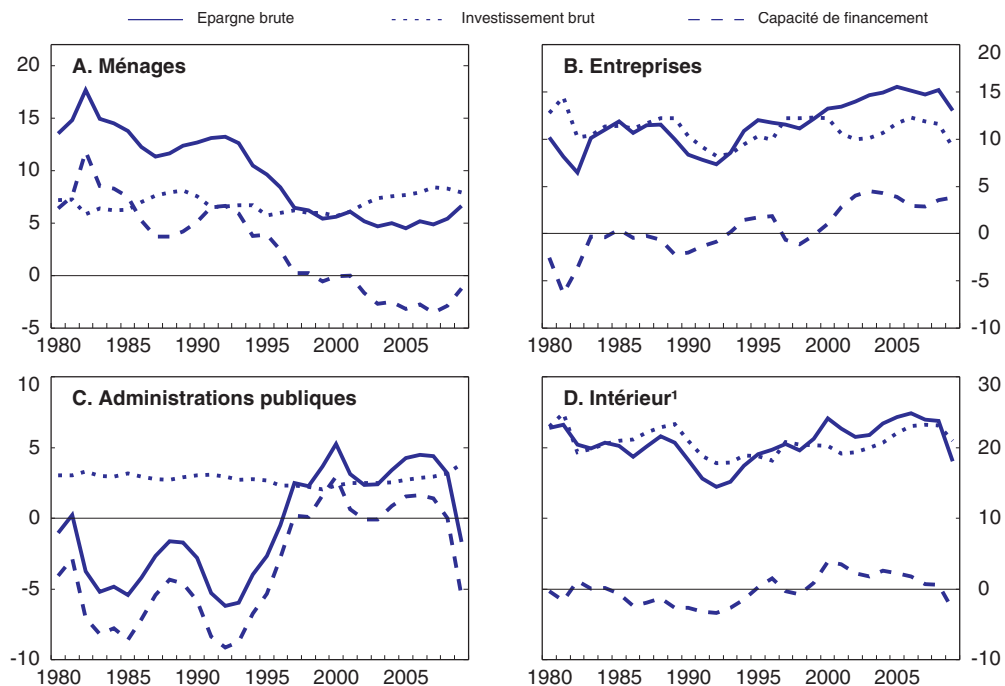 Epargne brute
Investissement brut
Capacité de financement
A. Ménages
20
15
10
5
0
-5
1980 1985 1990 1995 2000 2005
B. Entreprises
20
15
10
5
0
-5
-10
1980 1985 1990 1995 2000 2005
C. Administrations publiques
10
5
0
-5
-10
1980 1985 1990 1995 2000 2005
D. Intérieur¹
30
20
10
0
-10
1980 1985 1990 1995 2000 2005